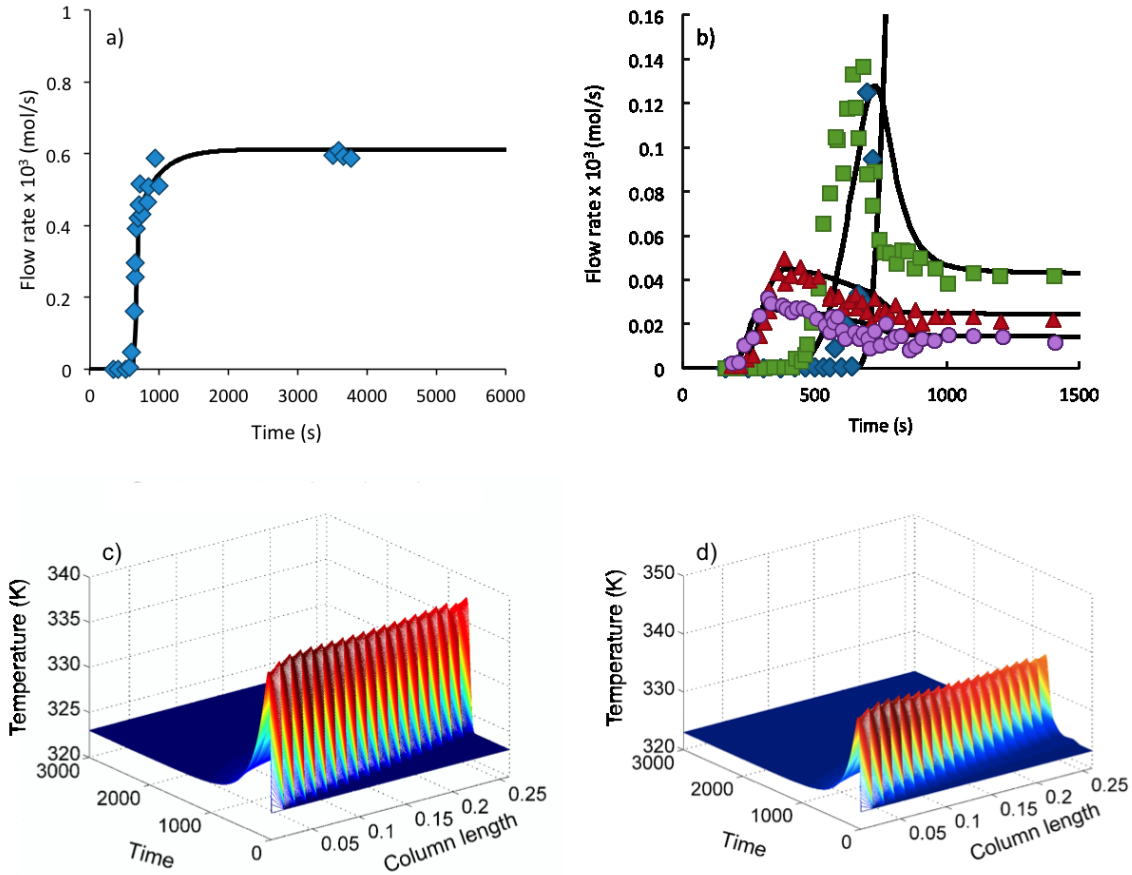 a)
Flow rate x 10³ (mol/s)
1
0.8
0.6
0.4
0.2
0
0 1000 2000 3000 4000 5000 6000
Time (s)
b)
Flow rate x 10³ (mol/s)
0.16
0.14
0.12
0.1
0.08
0.06
0.04
0.02
0
0 500 1000 1500
Time (s)
c)
Temperature (K)
340
335
330
325
320
3000
2000
1000
0
Time
0.05 0.1 0.15 0.2 0.25
Column length
d)
Temperature (K)
350
340
330
320
3000
2000
1000
0
Time
0.05 0.1 0.15 0.2 0.25
Column length